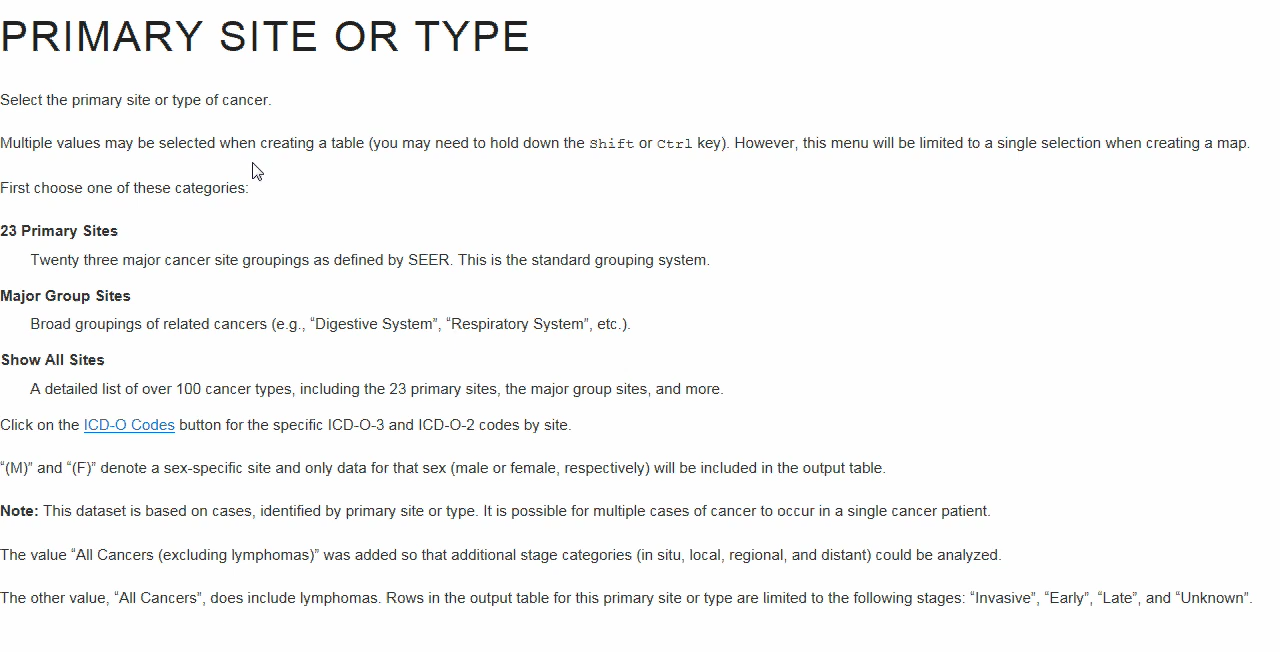 PRIMARY SITE OR TYPE
Select the primary site or type of cancer.
Multiple values may be selected when creating a table (you may need to hold down the Shift or Ctrl key). However, this menu will be limited to a single selection when creating a map.
First choose one of these categories:
23 Primary Sites
Twenty three major cancer site groupings as defined by SEER. This is the standard grouping system.
Major Group Sites
Broad groupings of related cancers (e.g., “Digestive System”, “Respiratory System”, etc.).
Show All Sites
A detailed list of over 100 cancer types, including the 23 primary sites, the major group sites, and more.
Click on the ICD-O Codes button for the specific ICD-O-3 and ICD-O-2 codes by site.
“(M)” and “(F)” denote a sex-specific site and only data for that sex (male or female, respectively) will be included in the output table.
Note: This dataset is based on cases, identified by primary site or type. It is possible for multiple cases of cancer to occur in a single cancer patient.
The value “All Cancers (excluding lymphomas)” was added so that additional stage categories (in situ, local, regional, and distant) could be analyzed.
The other value, “All Cancers”, does include lymphomas. Rows in the output table for this primary site or type are limited to the following stages: “Invasive”, “Early”, “Late”, and “Unknown”.